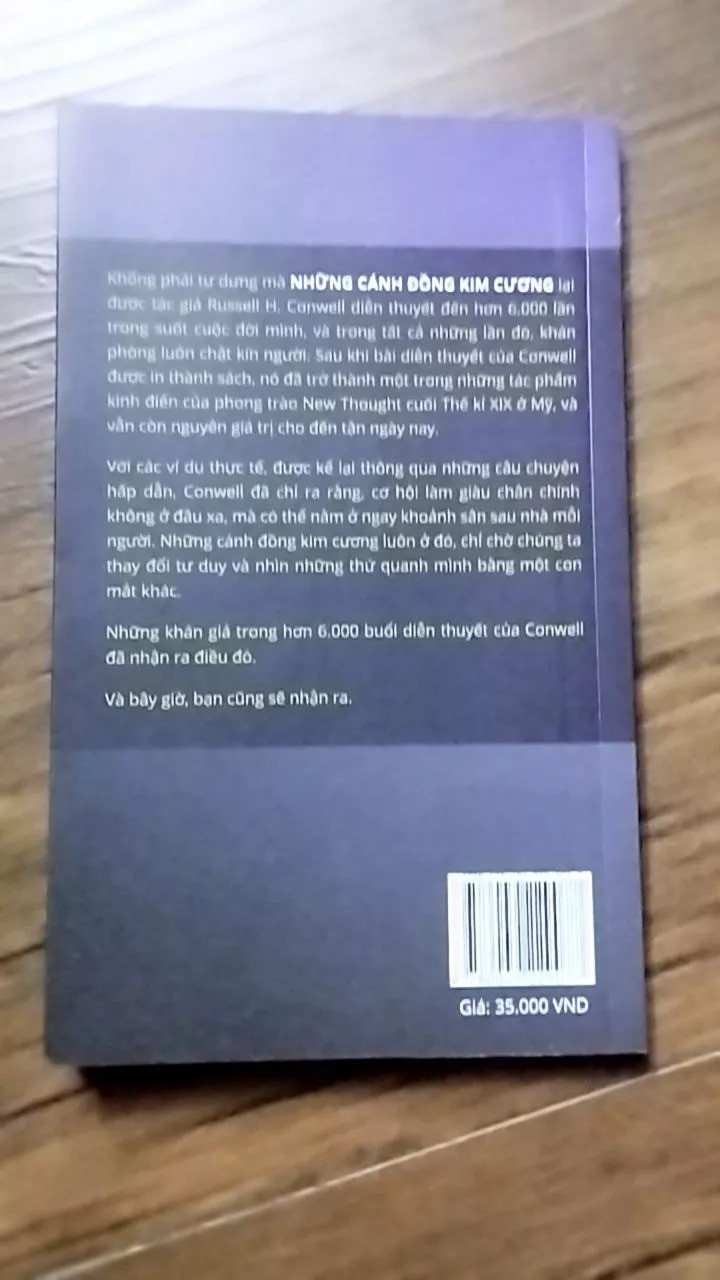 Không phải tự dưng mà NHỮNG CÁNH ĐỒNG KIM CƯƠNG lại
được tác giả Russell H. Conwell diễn thuyết đến hơn 6.000 lần
trong suốt cuộc đời mình, và trong tất cả những lần đó, khán
phòng luôn chật kín người. Sau khi bài diễn thuyết của Conwell
được in thành sách, nó đã trở thành một trong những tác phẩm
kinh điển của phong trào New Thought cuối Thế kỉ XIX ở Mỹ, và
vẫn còn nguyên giá trị cho đến tận ngày nay.
Với các ví dụ thực tế, được kể lại thông qua những câu chuyện
hấp dẫn, Conwell đã chỉ ra rằng, cơ hội làm giàu chân chính
không ở đâu xa, mà có thể nằm ở ngay khoảnh sân sau nhà mỗi
người. Những cánh đồng kim cương luôn ở đó, chỉ chờ chúng ta
thay đổi tư duy và nhìn những thứ quanh mình bằng một con
mắt khác.
Những khán giả trong hơn 6.000 buổi diễn thuyết của Conwell
đã nhận ra điều đó.
Và bây giờ, bạn cũng sẽ nhận ra.
Giá: 35.000 VND